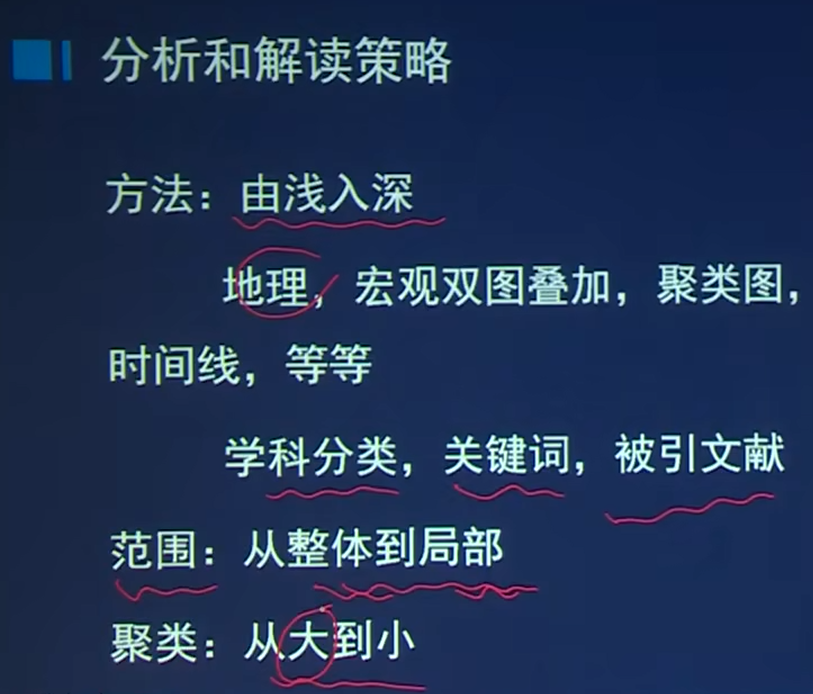 分析和解读策略
方法：由浅入深
地理，宏观双图叠加，聚类图，
时间线，等等
学科分类，关键词，被引文献
范围：从整体到局部
聚类：从大到小